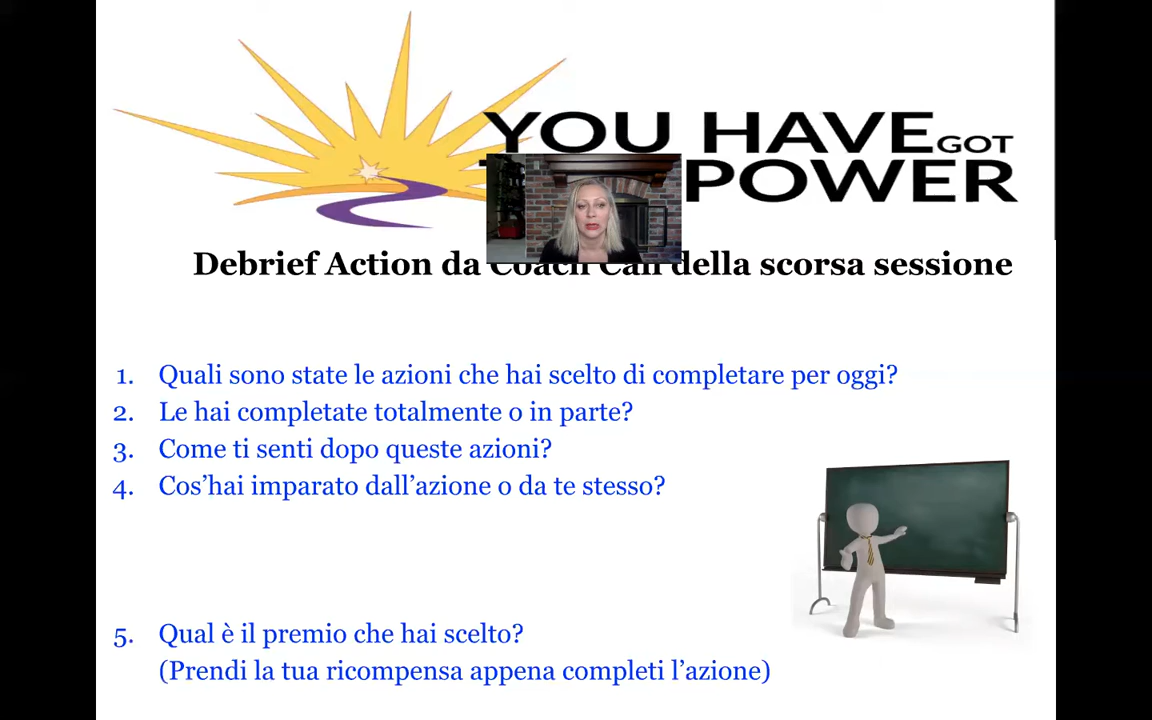 YOU HAVE GOT
POWER
Debrief Action da Coach Call della scorsa sessione
1. Quali sono state le azioni che hai scelto di completare per oggi?
2. Le hai completate totalmente o in parte?
3. Come ti senti dopo queste azioni?
4. Cos’hai imparato dall’azione o da te stesso?
5. Qual è il premio che hai scelto?
(Prendi la tua ricompensa appena completi l’azione)